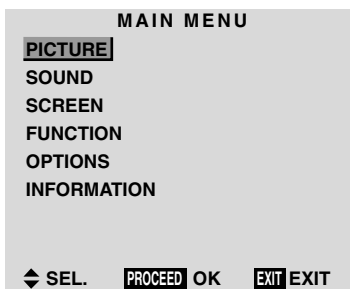 MAIN MENU
PICTURE
SOUND
SCREEN
FUNCTION
OPTIONS
INFORMATION
SEL. PROCEED OK EXIT EXIT